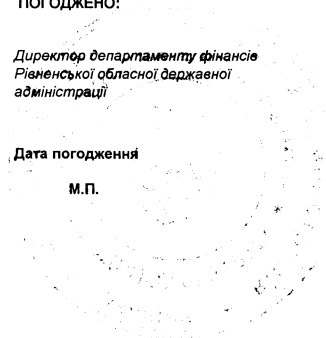 ПОГОДЖЕНО:
Директор департаменту фінансів
Рівненської обласної державної
адміністрації
Дата погодження
М.П.